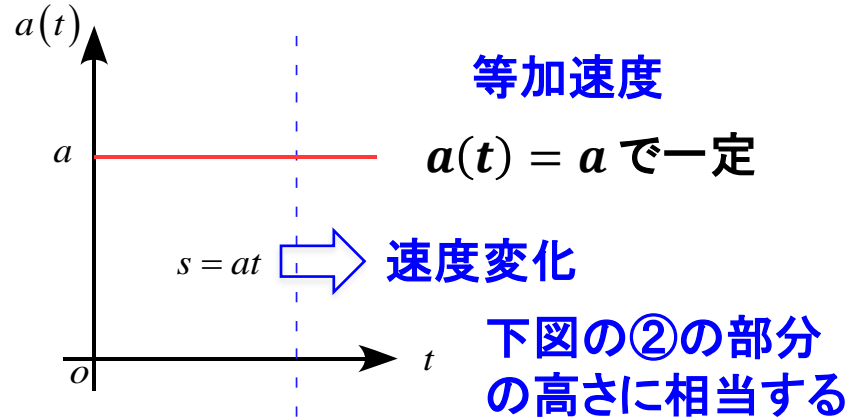 a(t)
等加速度
a
a(t) = a で一定
s = at
速度変化
下図の②の部分
の高さに相当する
t
o